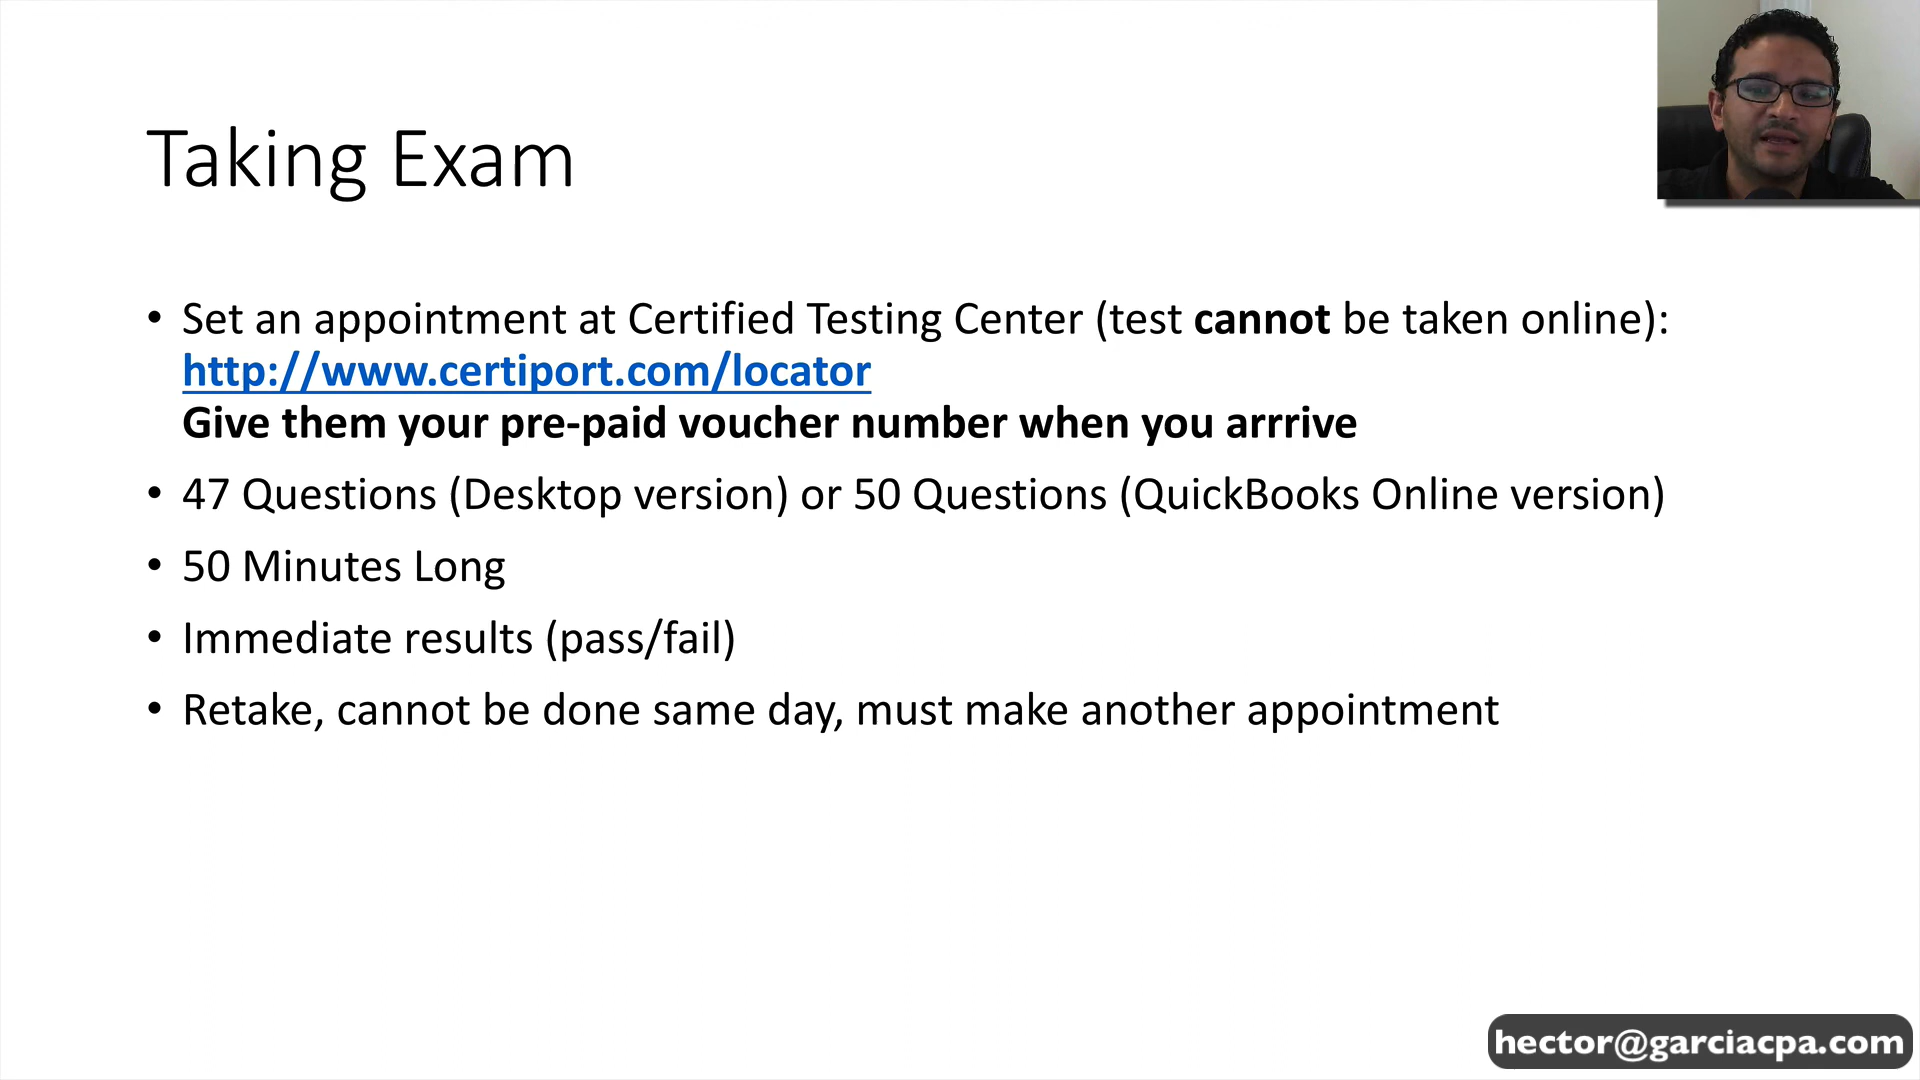 Taking Exam
• Set an appointment at Certified Testing Center (test cannot be taken online):
http://www.certiport.com/locator
Give them your pre-paid voucher number when you arrrive
• 47 Questions (Desktop version) or 50 Questions (QuickBooks Online version)
• 50 Minutes Long
• Immediate results (pass/fail)
• Retake, cannot be done same day, must make another appointment
hector@garciacpa.com